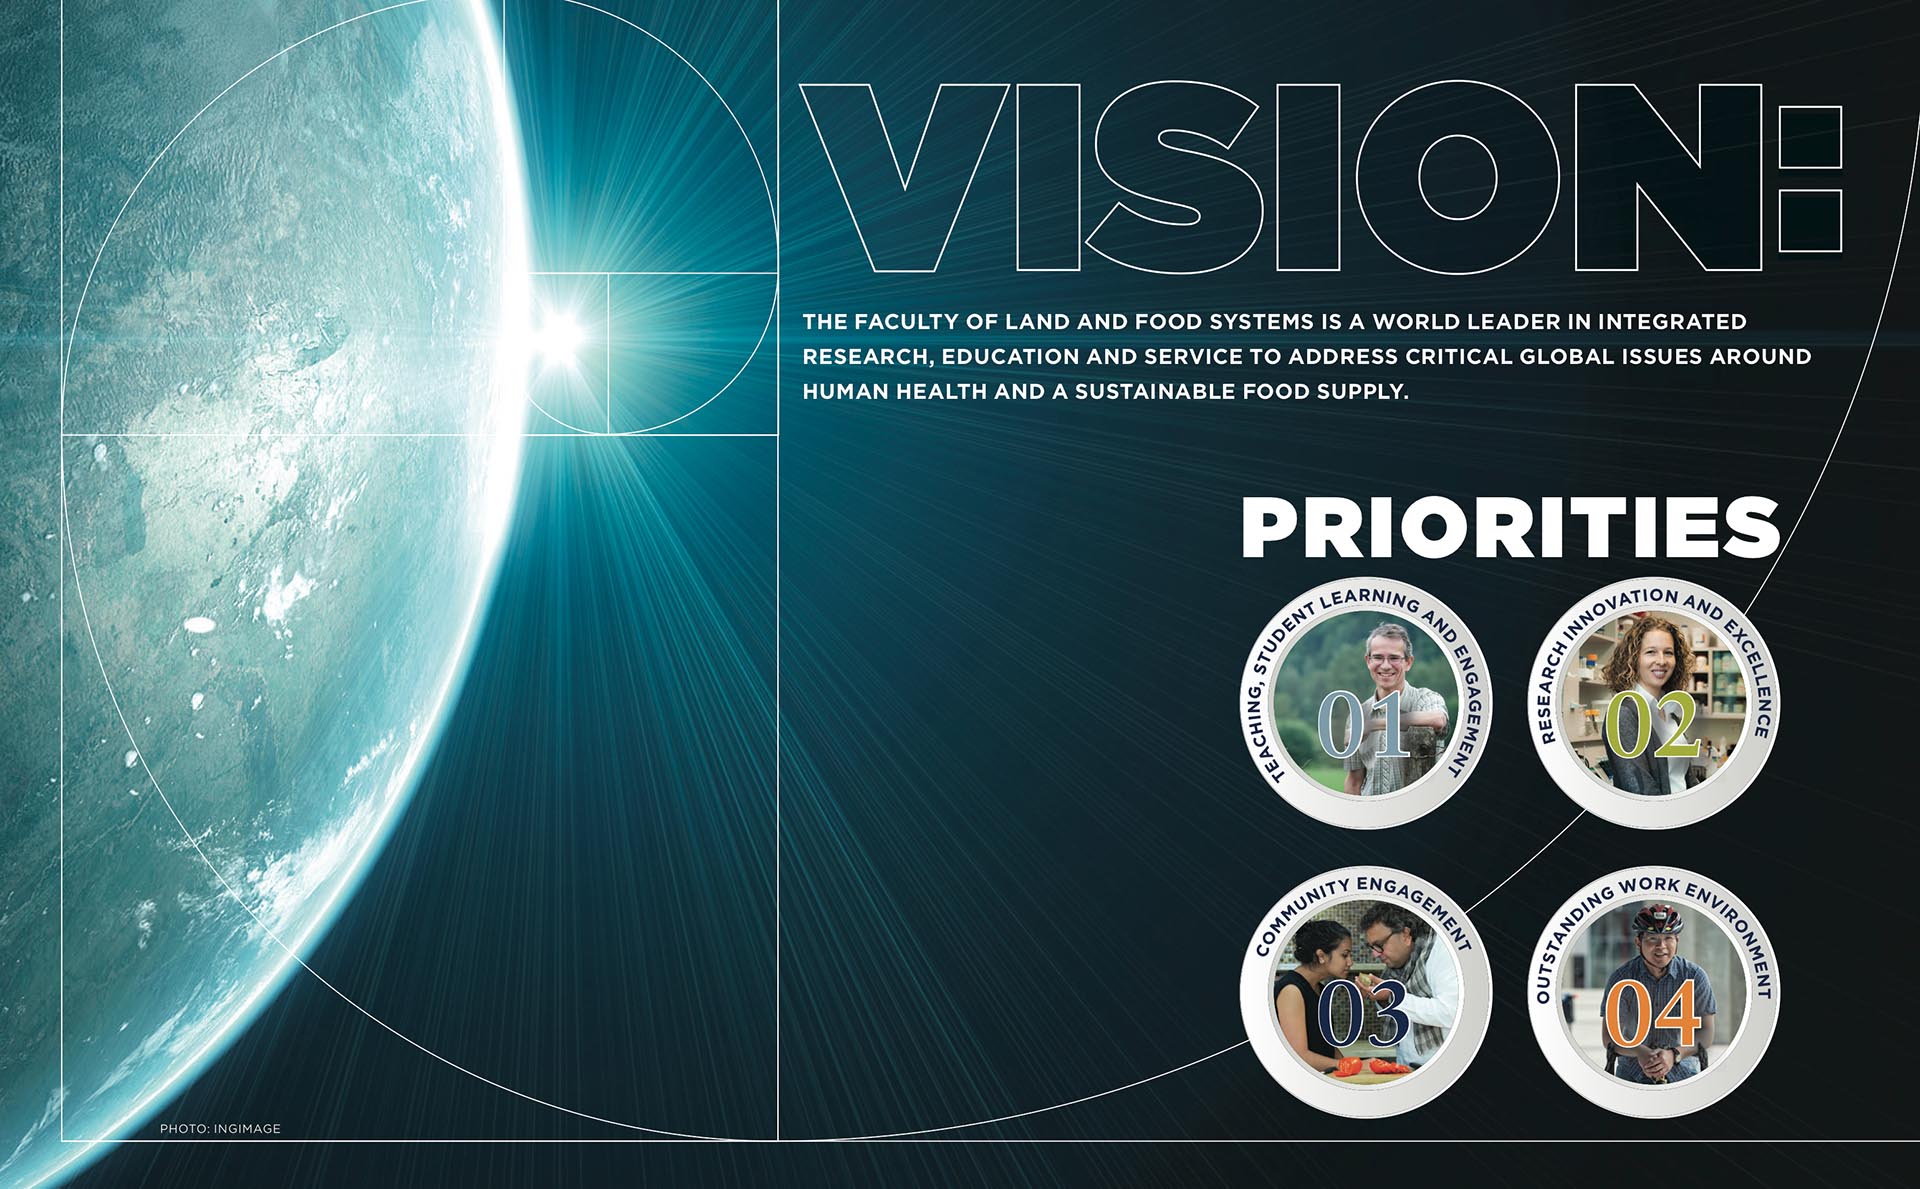 VISION:
THE FACULTY OF LAND AND FOOD SYSTEMS IS A WORLD LEADER IN INTEGRATED
RESEARCH, EDUCATION AND SERVICE TO ADDRESS CRITICAL GLOBAL ISSUES AROUND
HUMAN HEALTH AND A SUSTAINABLE FOOD SUPPLY.
PRIORITIES
TEACHING, STUDENT LEARNING AND ENGAGEMENT
01
RESEARCH INNOVATION AND EXCELLENCE
02
COMMUNITY ENGAGEMENT
03
OUTSTANDING WORK ENVIRONMENT
04
PHOTO: INGIMAGE